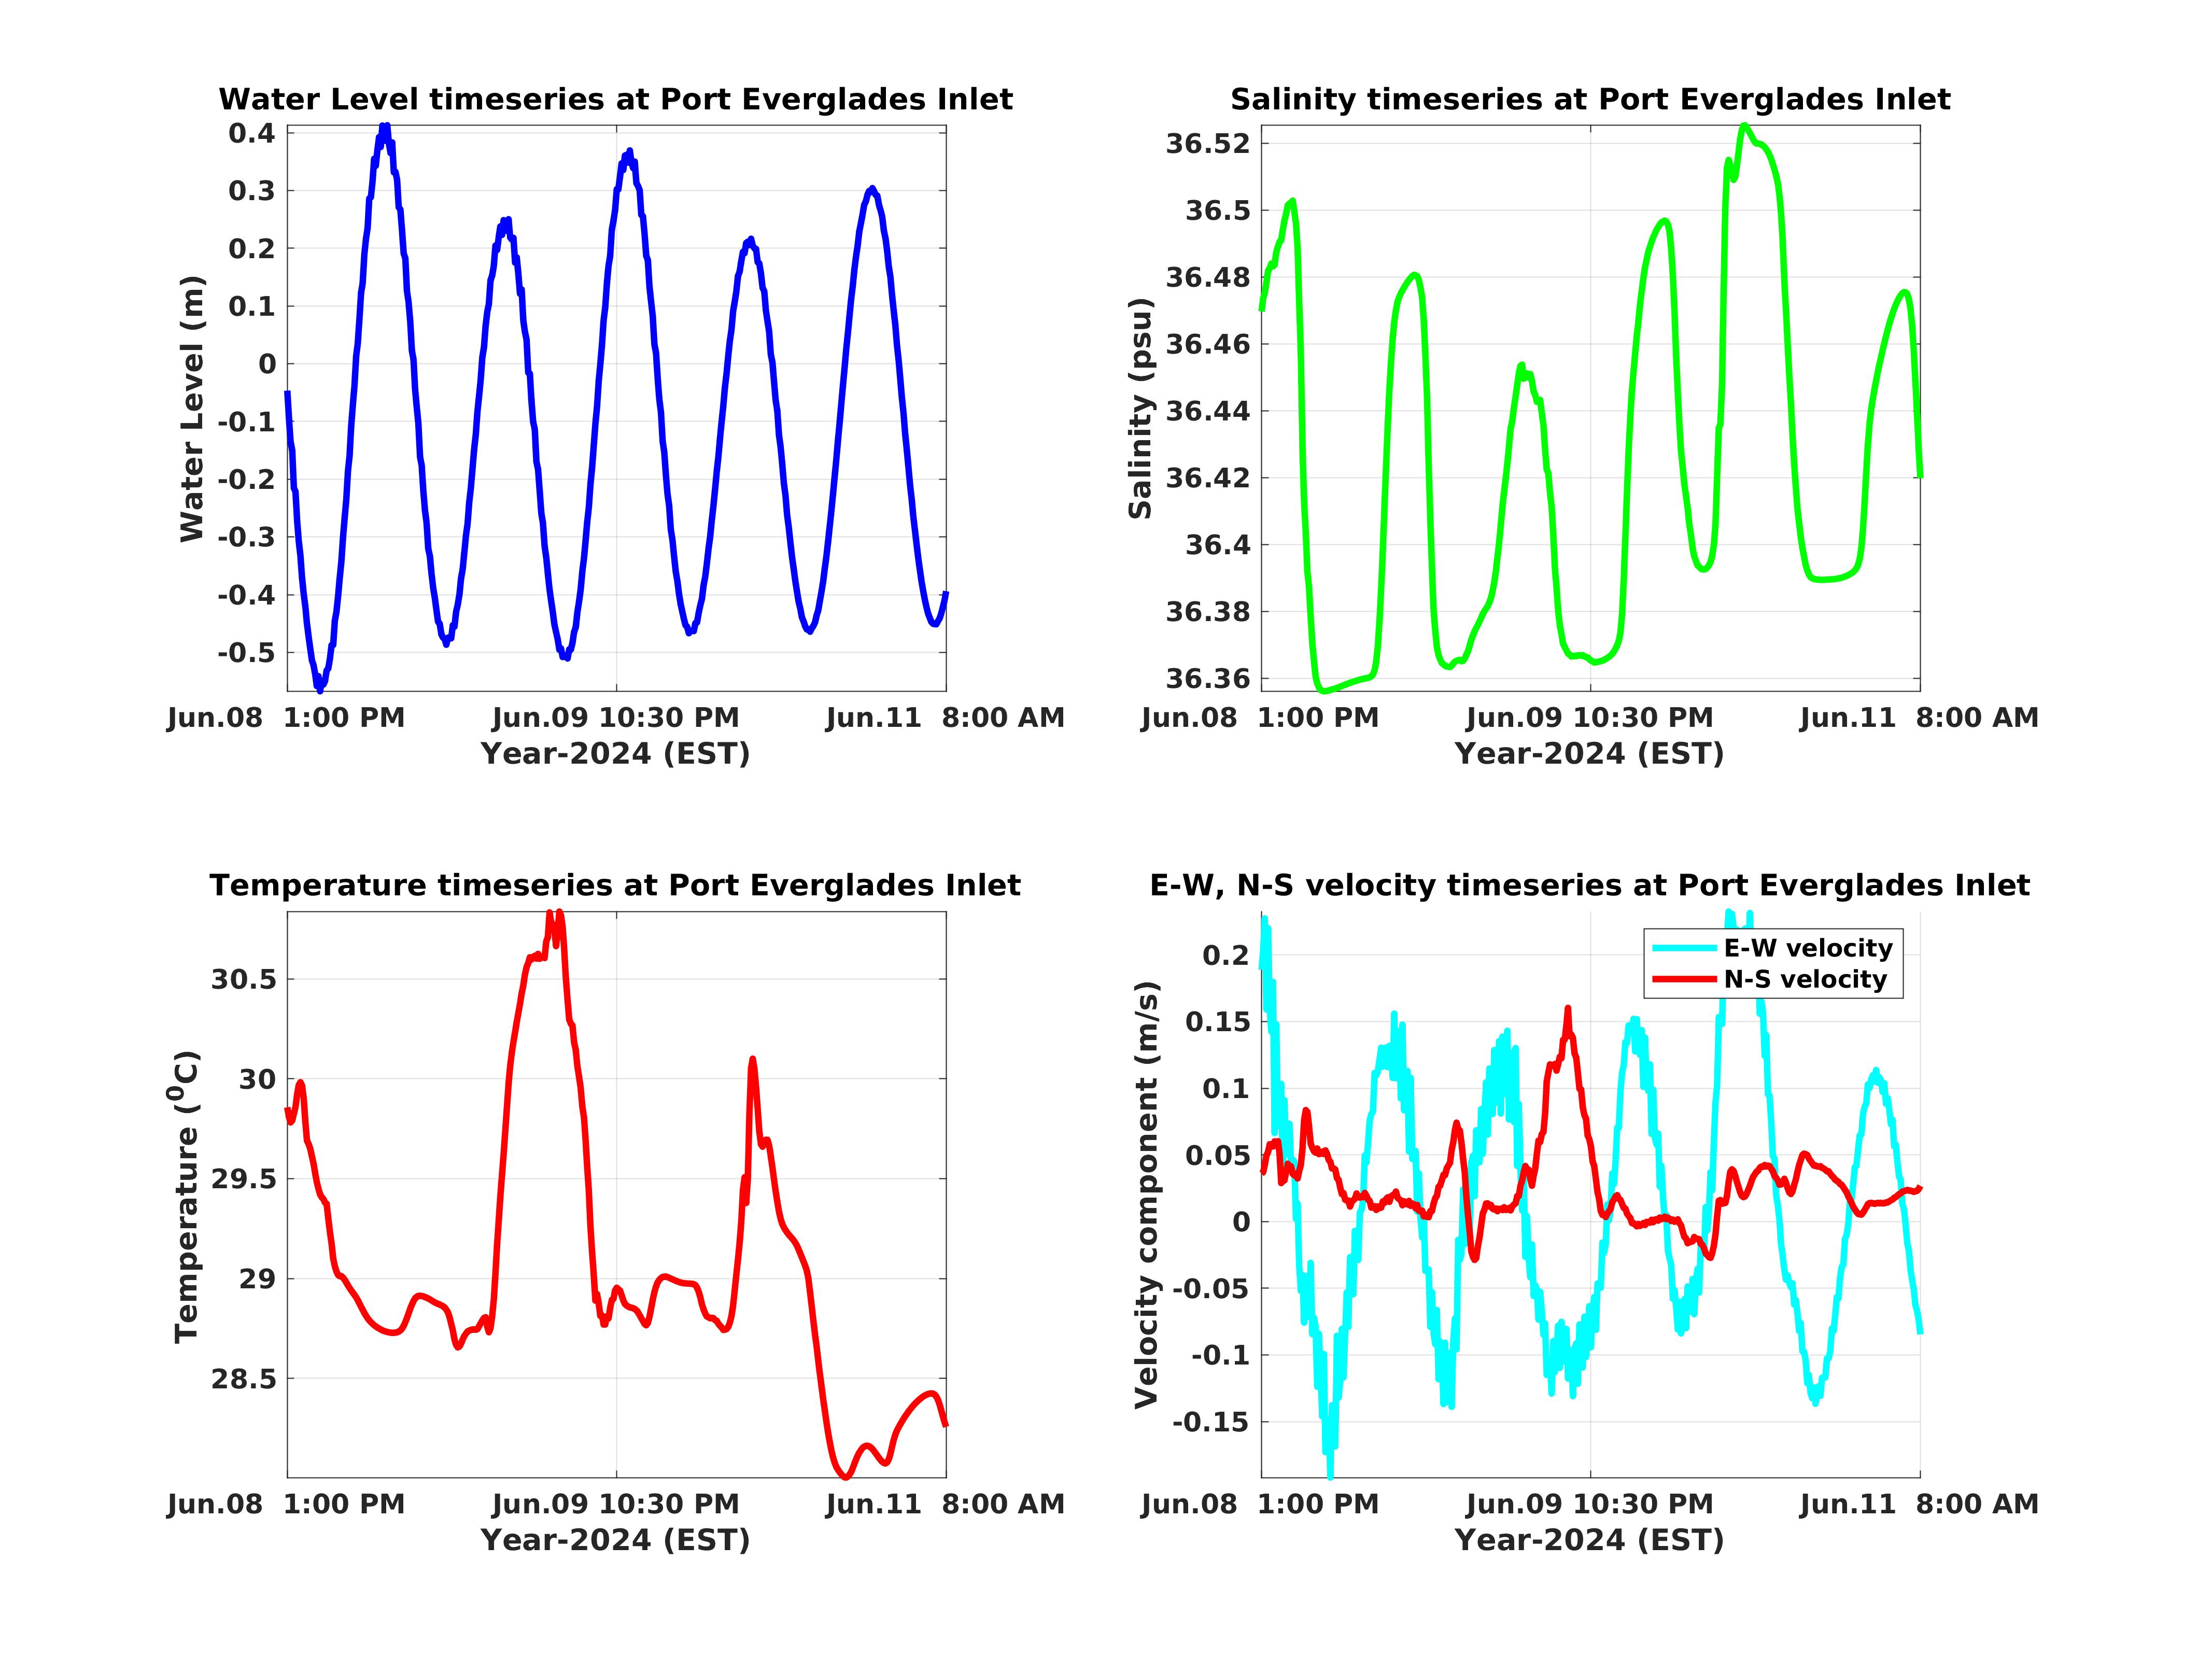 Water Level timeseries at Port Everglades Inlet
0.4
0.3
0.2
0.1
0
-0.1
-0.2
-0.3
-0.4
-0.5
Water Level (m)
Jun.08 1:00 PM
Jun.09 10:30 PM
Jun.11 8:00 AM
Year-2024 (EST)
Salinity timeseries at Port Everglades Inlet
36.52
36.5
36.48
36.46
36.44
36.42
36.4
36.38
36.36
Salinity (psu)
Jun.08 1:00 PM
Jun.09 10:30 PM
Jun.11 8:00 AM
Year-2024 (EST)
Temperature timeseries at Port Everglades Inlet
30.5
30
29.5
29
28.5
Temperature (⁰C)
Jun.08 1:00 PM
Jun.09 10:30 PM
Jun.11 8:00 AM
Year-2024 (EST)
E-W, N-S velocity timeseries at Port Everglades Inlet
E-W velocity
N-S velocity
0.2
0.15
0.1
0.05
0
-0.05
-0.1
-0.15
Velocity component (m/s)
Jun.08 1:00 PM
Jun.09 10:30 PM
Jun.11 8:00 AM
Year-2024 (EST)